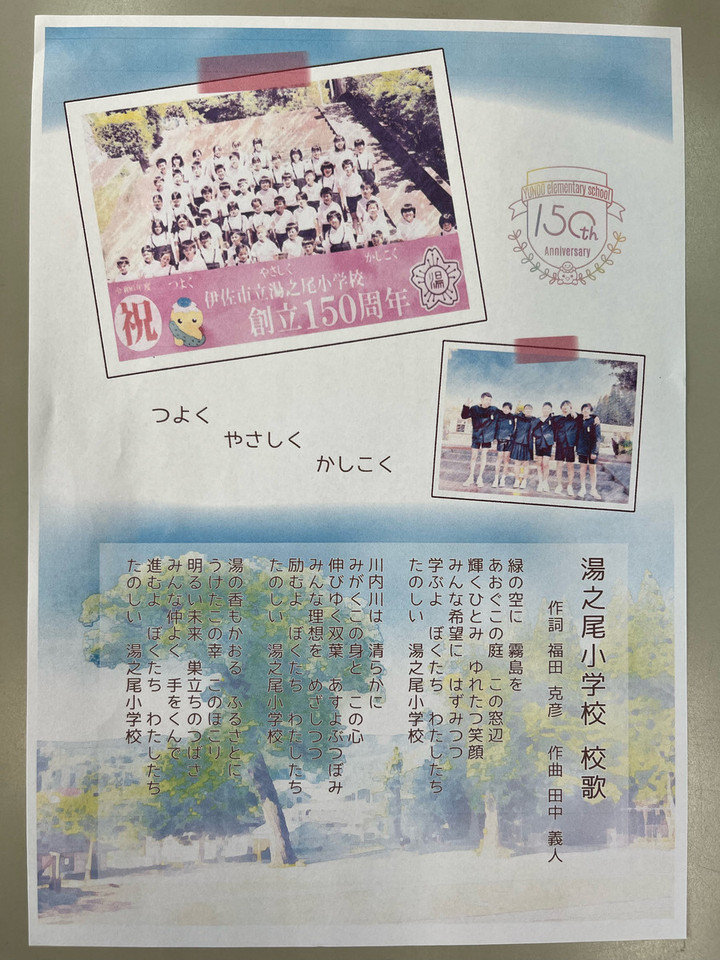 令和6年度
つよく
やさしく
かしこく
祝
伊佐市立湯之尾小学校
創立150周年
湯
YUNOO elementary school
150th
Anniversary
つよく
やさしく
かしこく
湯之尾小学校 校歌
作詞 福田 克彦 作曲 田中 義人
緑の空に 霧島を
あおぐこの庭 この窓辺
輝くひとみ ゆれたつ笑顔
みんな希望に はずみつつ
学ぶよ ぼくたち わたしたち
たのしい 湯之尾小学校
川内川は 清らかに
みがくこの身と この心
伸びゆく双葉 あすよぶつぼみ
みんな理想を めざしつつ
励むよ ぼくたち わたしたち
たのしい 湯之尾小学校
湯の香もかおる ふるさとに
うけたこの幸 このほこり
明るい未来 巣立ちのつばさ
みんな仲よく 手をくんで
進むよ ぼくたち わたしたち
たのしい 湯之尾小学校